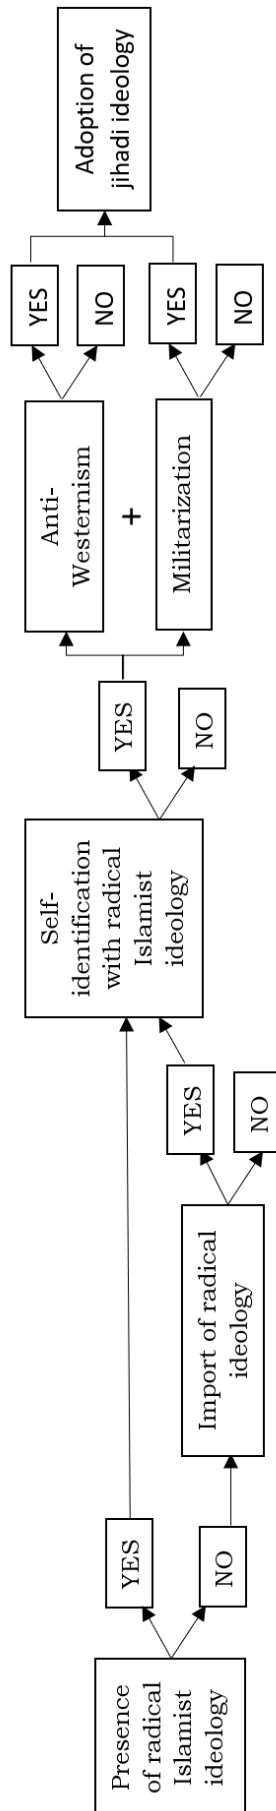 Presence
of radical
Islamist
ideology
YES
NO
Import of radical
ideology
YES
NO
Self-
identification
with radical
Islamist
ideology
YES
NO
Anti-
Westernism
+
Militarization
YES
NO
YES
NO
Adoption of
jihadi ideology